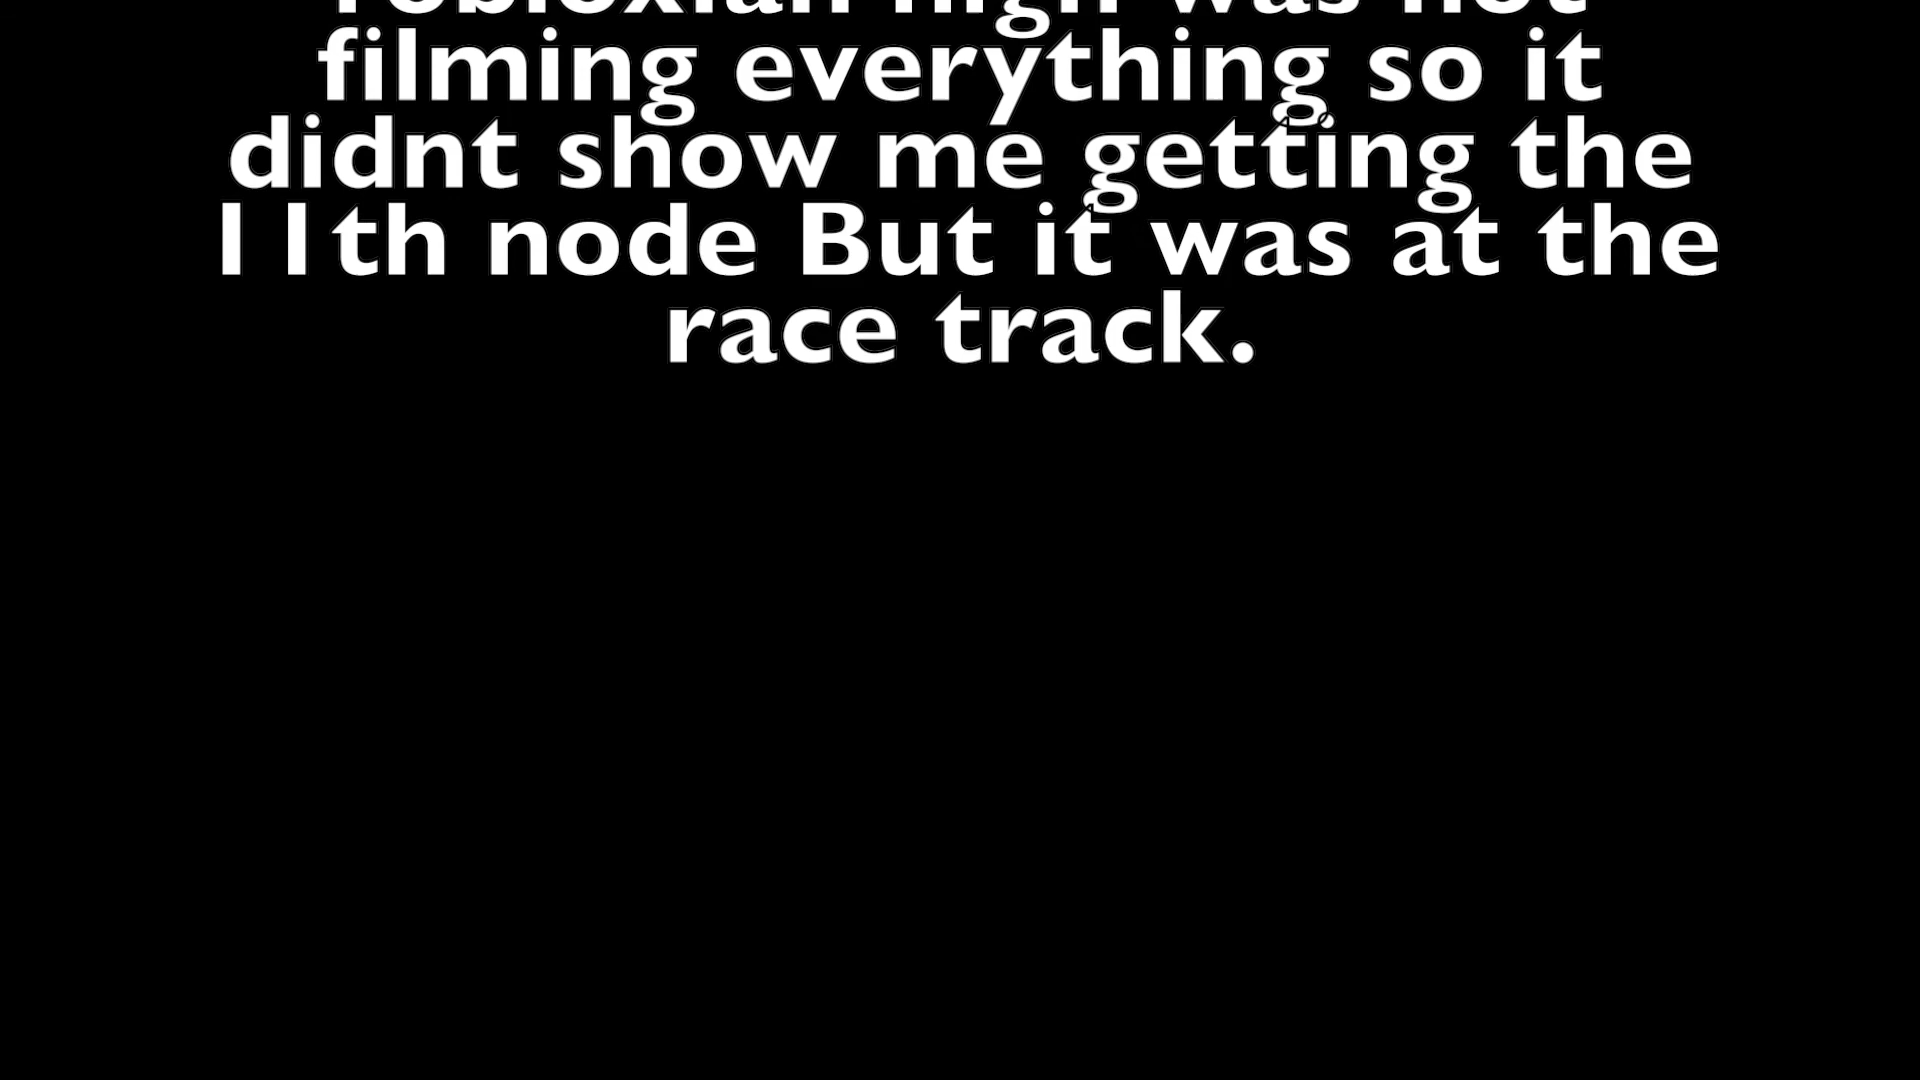 robloxian high was not
filming everything so it
didnt show me getting the
11th node But it was at the
race track.